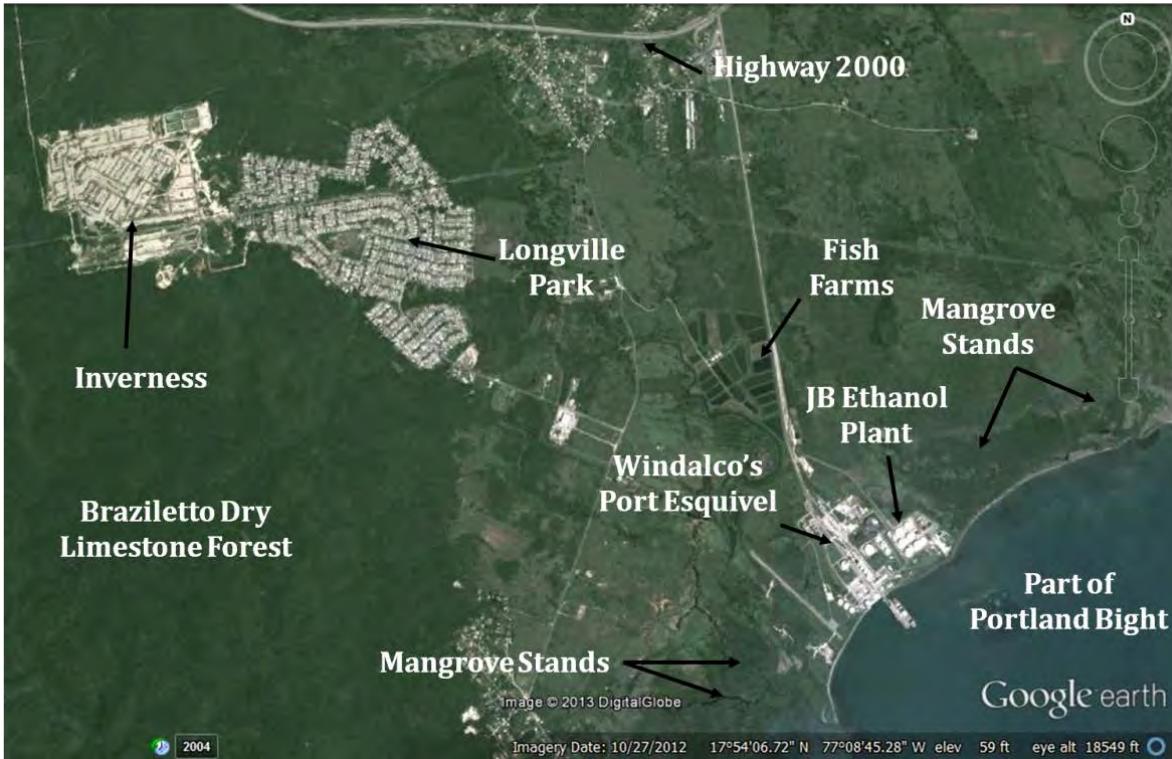 N
Highway 2000
Longville
Park
Fish
Farms
Mangrove
Stands
Inverness
JB Ethanol
Plant
Windalco's
Port Esquivel
Braziletto Dry
Limestone Forest
Part of
Portland Bight
Mangrove Stands
Image © 2013 DigitalGlobe
Google earth
2004
Imagery Date: 10/27/2012 17°54'06.72" N 77°08'45.28" W elev 59 ft eye alt 18549 ft